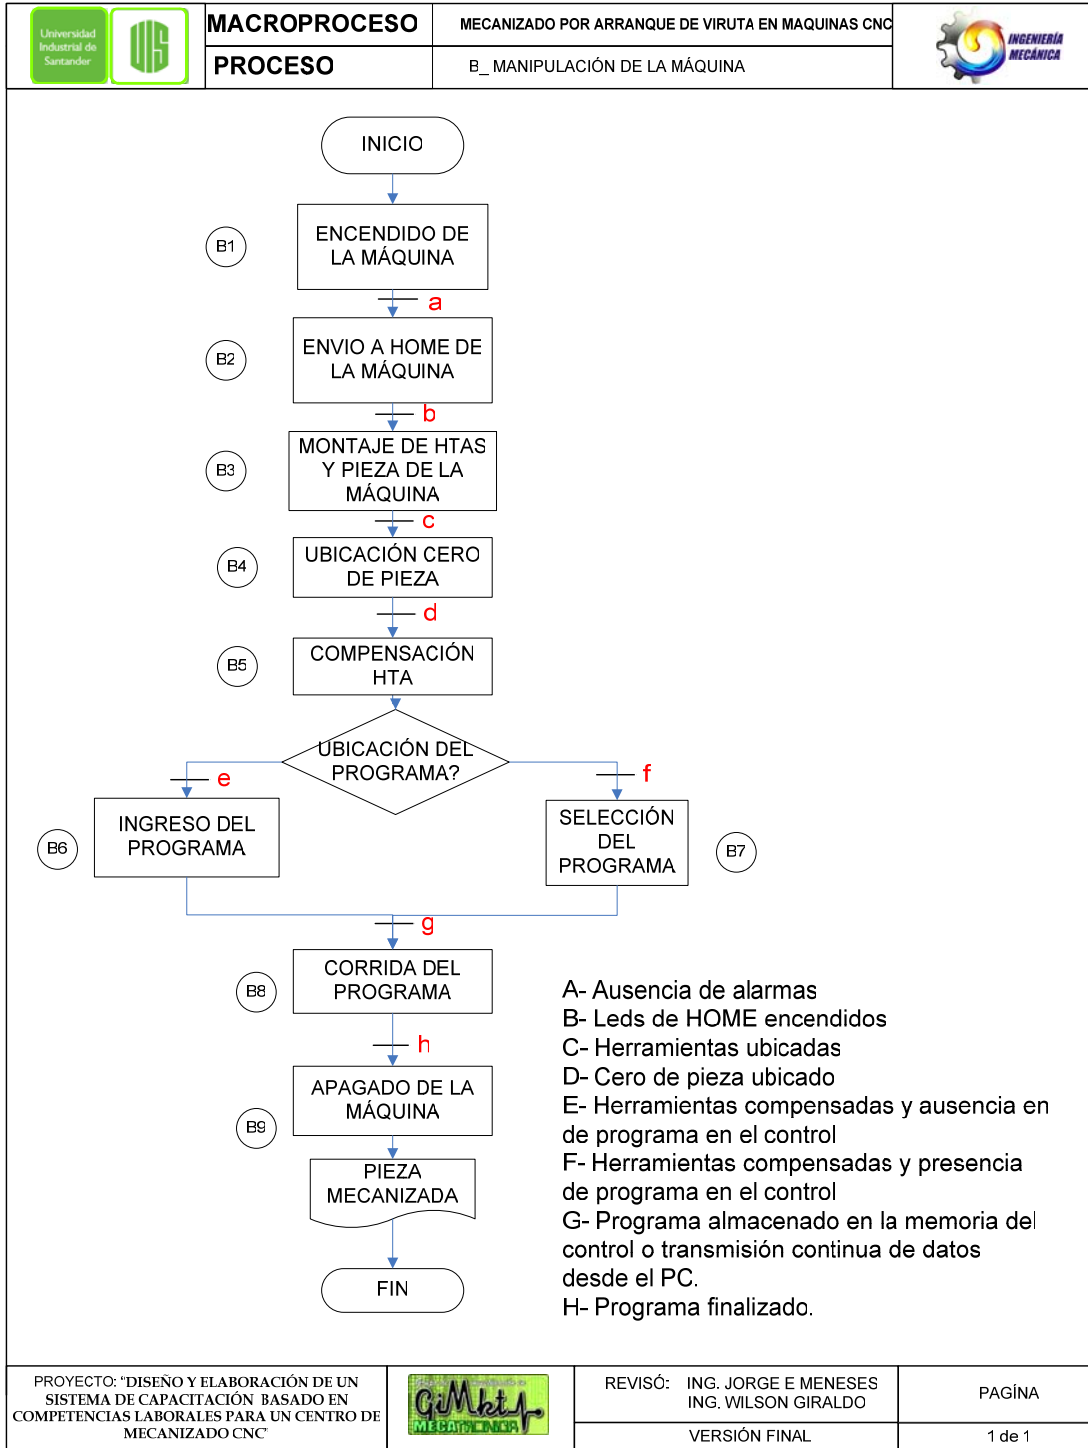 Universidad
Industrial de
Santander
UIS
MACROPROCESO
MECANIZADO POR ARRANQUE DE VIRUTA EN MAQUINAS CNC
PROCESO
B_ MANIPULACIÓN DE LA MÁQUINA
INGENIERÍA
MECÁNICA
INICIO
B1
ENCENDIDO DE
LA MÁQUINA
a
B2
ENVIO A HOME DE
LA MÁQUINA
b
B3
MONTAJE DE HTAS
Y PIEZA DE LA
MÁQUINA
c
B4
UBICACIÓN CERO
DE PIEZA
d
B5
COMPENSACIÓN
HTA
UBICACIÓN DEL
PROGRAMA?
e
f
B6
INGRESO DEL
PROGRAMA
SELECCIÓN
DEL
PROGRAMA
B7
g
B8
CORRIDA DEL
PROGRAMA
h
B9
APAGADO DE LA
MÁQUINA
PIEZA
MECANIZADA
FIN
A- Ausencia de alarmas
B- Leds de HOME encendidos
C- Herramientas ubicadas
D- Cero de pieza ubicado
E- Herramientas compensadas y ausencia en
de programa en el control
F- Herramientas compensadas y presencia
de programa en el control
G- Programa almacenado en la memoria del
control o transmisión continua de datos
desde el PC.
H- Programa finalizado.
PROYECTO: "DISEÑO Y ELABORACIÓN DE UN
SISTEMA DE CAPACITACIÓN BASADO EN
COMPETENCIAS LABORALES PARA UN CENTRO DE
MECANIZADO CNC"
GiMkt
REVISÓ: ING. JORGE E MENESES
ING. WILSON GIRALDO
VERSIÓN FINAL
PAGÍNA
1 de 1